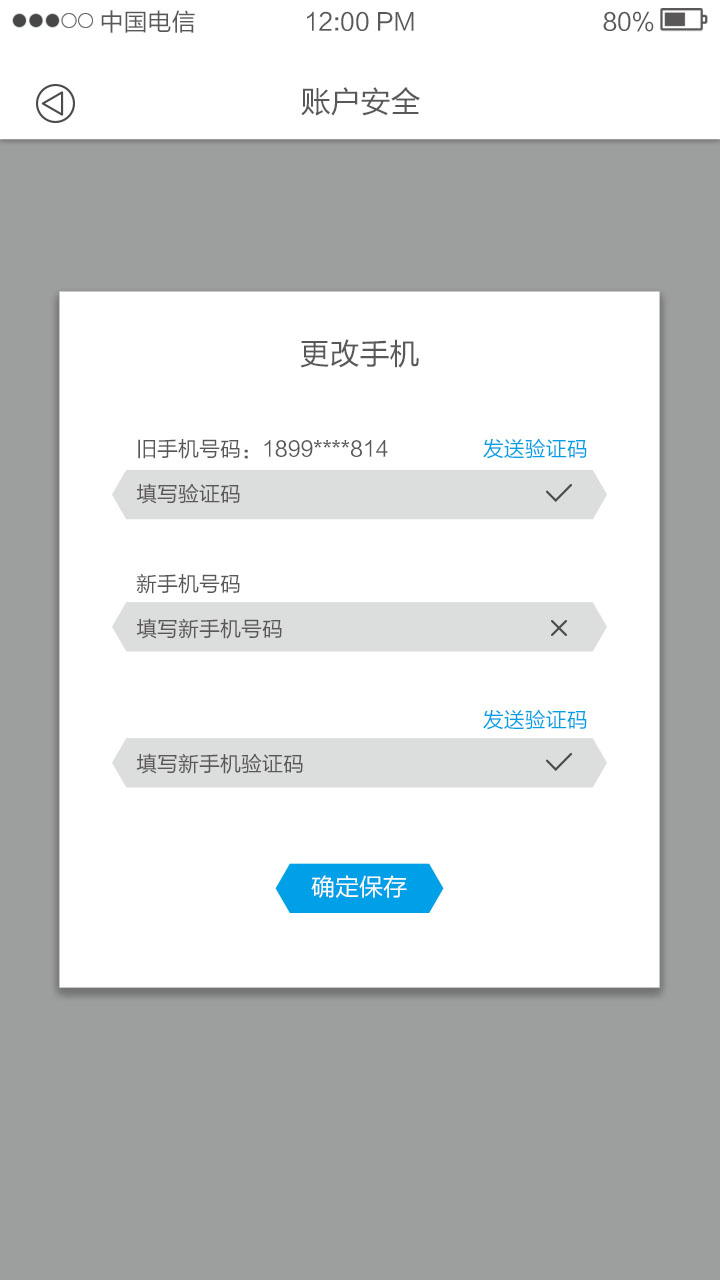 中国电信 12:00 PM 80%
账户安全
更改手机
旧手机号码：1899****814 发送验证码
填写验证码
新手机号码
填写新手机号码
发送验证码
填写新手机验证码
确定保存